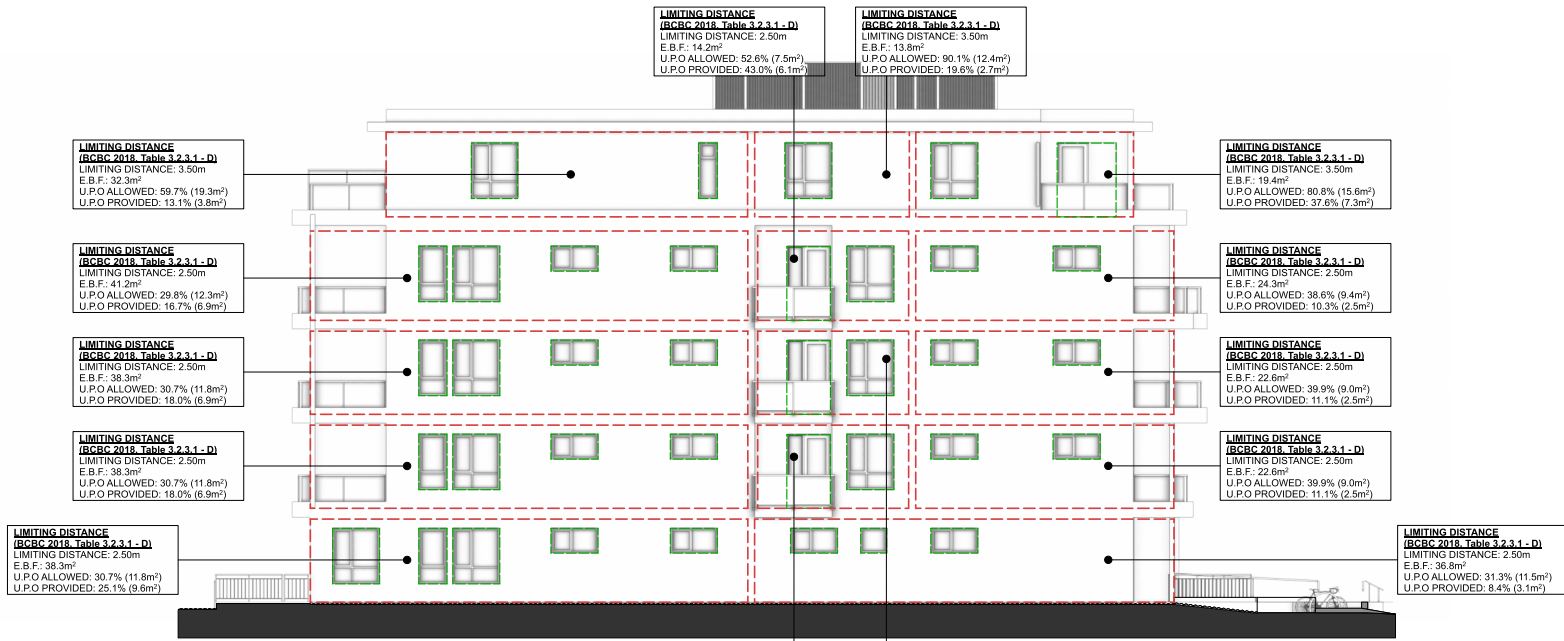 LIMITING DISTANCE
(BCBC 2018, Table 3.2.3.1 - D)
LIMITING DISTANCE: 2.50m
E.B.F.: 14.2m²
U.P.O ALLOWED: 52.6% (7.5m²)
U.P.O PROVIDED: 43.0% (6.1m²)
LIMITING DISTANCE
(BCBC 2018, Table 3.2.3.1 - D)
LIMITING DISTANCE: 3.50m
E.B.F.: 13.8m²
U.P.O ALLOWED: 90.1% (12.4m²)
U.P.O PROVIDED: 19.6% (2.7m²)
LIMITING DISTANCE
(BCBC 2018, Table 3.2.3.1 - D)
LIMITING DISTANCE: 3.50m
E.B.F.: 32.3m²
U.P.O ALLOWED: 59.7% (19.3m²)
U.P.O PROVIDED: 13.1% (3.8m²)
LIMITING DISTANCE
(BCBC 2018, Table 3.2.3.1 - D)
LIMITING DISTANCE: 3.50m
E.B.F.: 19.4m²
U.P.O ALLOWED: 80.8% (15.6m²)
U.P.O PROVIDED: 37.6% (7.3m²)
LIMITING DISTANCE
(BCBC 2018, Table 3.2.3.1 - D)
LIMITING DISTANCE: 2.50m
E.B.F.: 41.2m²
U.P.O ALLOWED: 29.8% (12.3m²)
U.P.O PROVIDED: 16.7% (6.9m²)
LIMITING DISTANCE
(BCBC 2018, Table 3.2.3.1 - D)
LIMITING DISTANCE: 2.50m
E.B.F.: 24.3m²
U.P.O ALLOWED: 38.6% (9.4m²)
U.P.O PROVIDED: 10.3% (2.5m²)
LIMITING DISTANCE
(BCBC 2018, Table 3.2.3.1 - D)
LIMITING DISTANCE: 2.50m
E.B.F.: 38.3m²
U.P.O ALLOWED: 30.7% (11.8m²)
U.P.O PROVIDED: 18.0% (6.9m²)
LIMITING DISTANCE
(BCBC 2018, Table 3.2.3.1 - D)
LIMITING DISTANCE: 2.50m
E.B.F.: 22.6m²
U.P.O ALLOWED: 39.9% (9.0m²)
U.P.O PROVIDED: 11.1% (2.5m²)
LIMITING DISTANCE
(BCBC 2018, Table 3.2.3.1 - D)
LIMITING DISTANCE: 2.50m
E.B.F.: 38.3m²
U.P.O ALLOWED: 30.7% (11.8m²)
U.P.O PROVIDED: 18.0% (6.9m²)
LIMITING DISTANCE
(BCBC 2018, Table 3.2.3.1 - D)
LIMITING DISTANCE: 2.50m
E.B.F.: 22.6m²
U.P.O ALLOWED: 39.9% (9.0m²)
U.P.O PROVIDED: 11.1% (2.5m²)
LIMITING DISTANCE
(BCBC 2018, Table 3.2.3.1 - D)
LIMITING DISTANCE: 2.50m
E.B.F.: 38.3m²
U.P.O ALLOWED: 30.7% (11.8m²)
U.P.O PROVIDED: 25.1% (9.6m²)
LIMITING DISTANCE
(BCBC 2018, Table 3.2.3.1 - D)
LIMITING DISTANCE: 2.50m
E.B.F.: 36.8m²
U.P.O ALLOWED: 31.3% (11.5m²)
U.P.O PROVIDED: 8.4% (3.1m²)